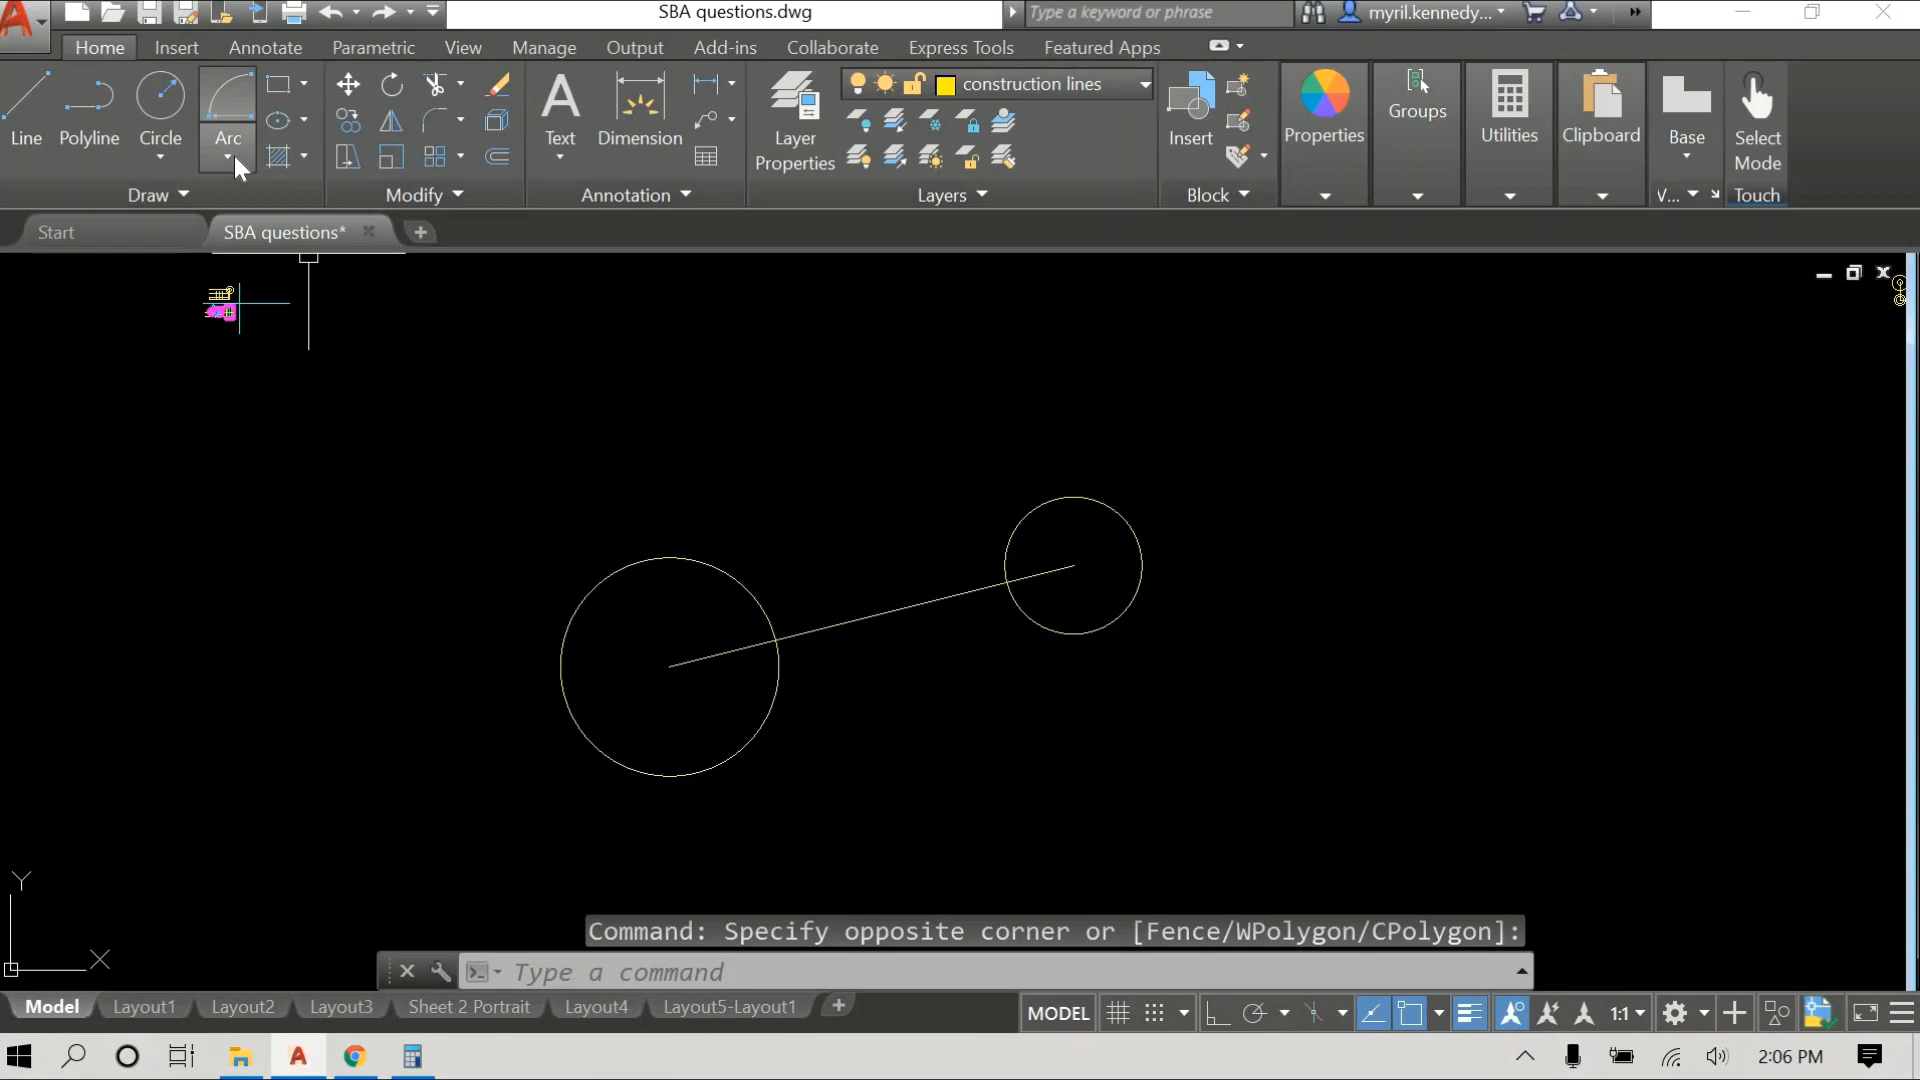 SBA questions.dwg
Type a keyword or phrase
myril.kennedy...
Home Insert Annotate Parametric View Manage Output Add-ins Collaborate Express Tools Featured Apps
Line Polyline Circle Arc
Text Dimension
Layer
Properties
construction lines
Insert
Properties
Groups
Utilities
Clipboard
Base
Select
Mode
Draw Modify Annotation Layers Block V... Touch
Start SBA questions*
Y
X
Command: Specify opposite corner or [Fence/WPolygon/CPolygon]:
Type a command
Model Layout1 Layout2 Layout3 Sheet 2 Portrait Layout4 Layout5-Layout1
MODEL 1:1
2:06 PM